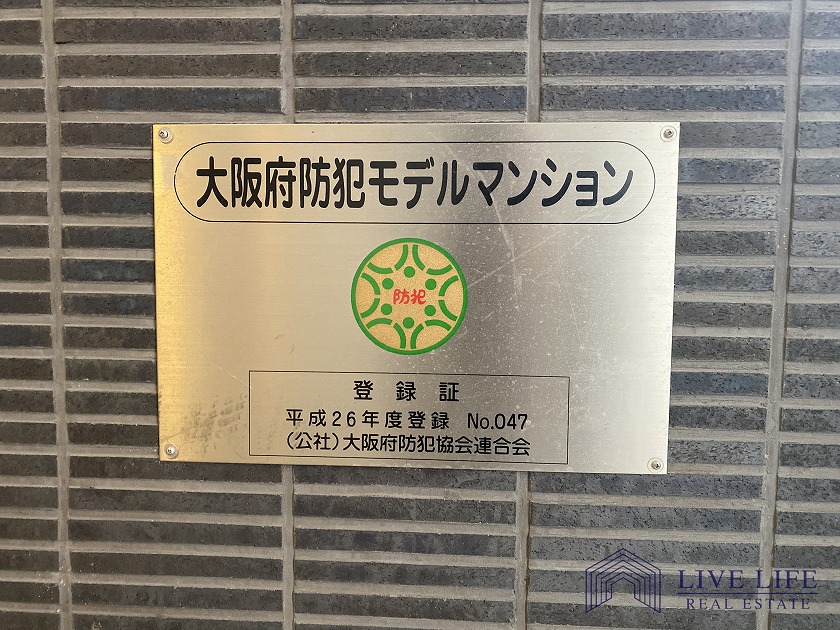 大阪府防犯モデルマンション
防犯
登録証
平成26年度登録 No.047
(公社)大阪府防犯協会連合会
LIVE LIFE
REAL ESTATE